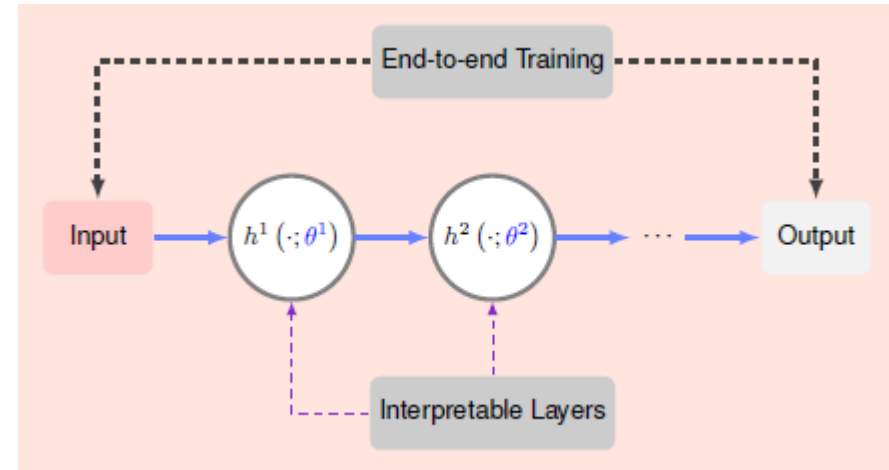 End-to-end Training
Input
h¹ (·; θ¹)
h² (·; θ²)
···
Output
Interpretable Layers